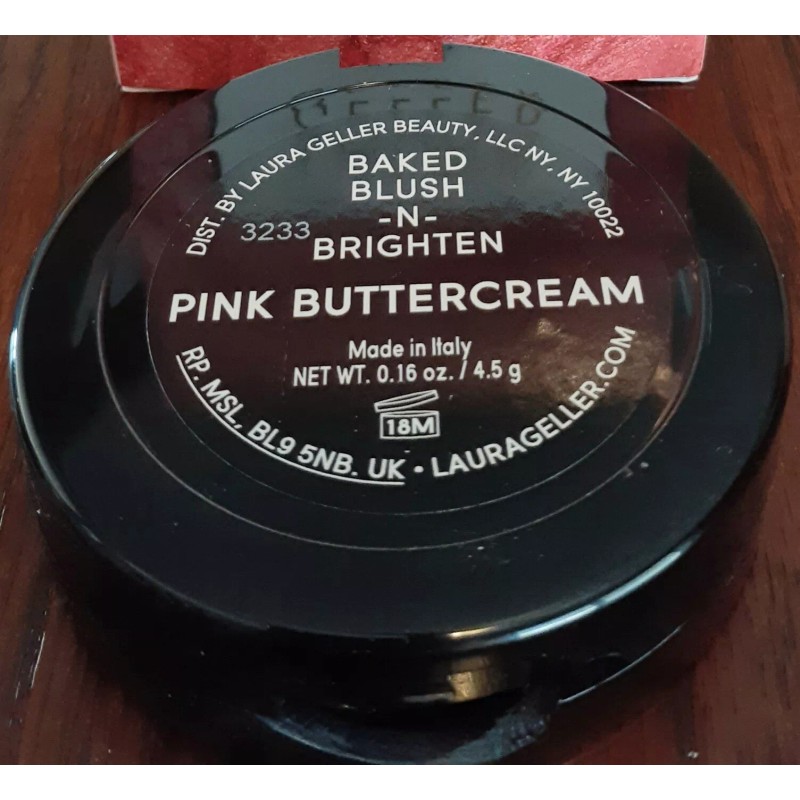 DIST. BY LAURA GELLER BEAUTY, LLC NY, NY 10022
BAKED
BLUSH
-N-
3233
BRIGHTEN
PINK BUTTERCREAM
Made in Italy
NET WT. 0.16 oz. / 4.5 g
18M
RP. MSL, BL9 5NB. UK • LAURAGELLER.COM